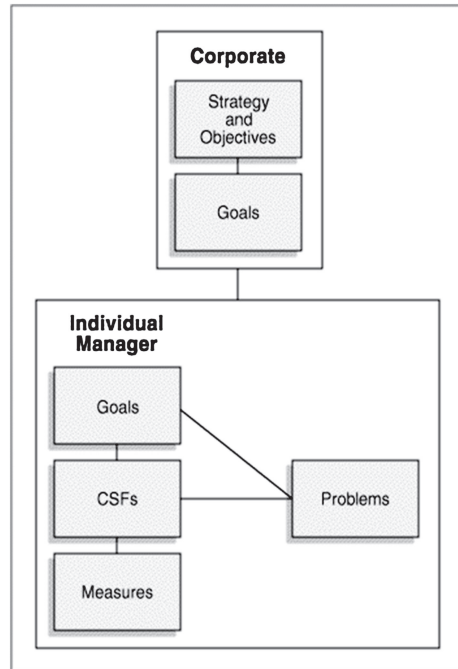 Corporate
Strategy
and
Objectives
Goals
Individual
Manager
Goals
CSFs
Problems
Measures